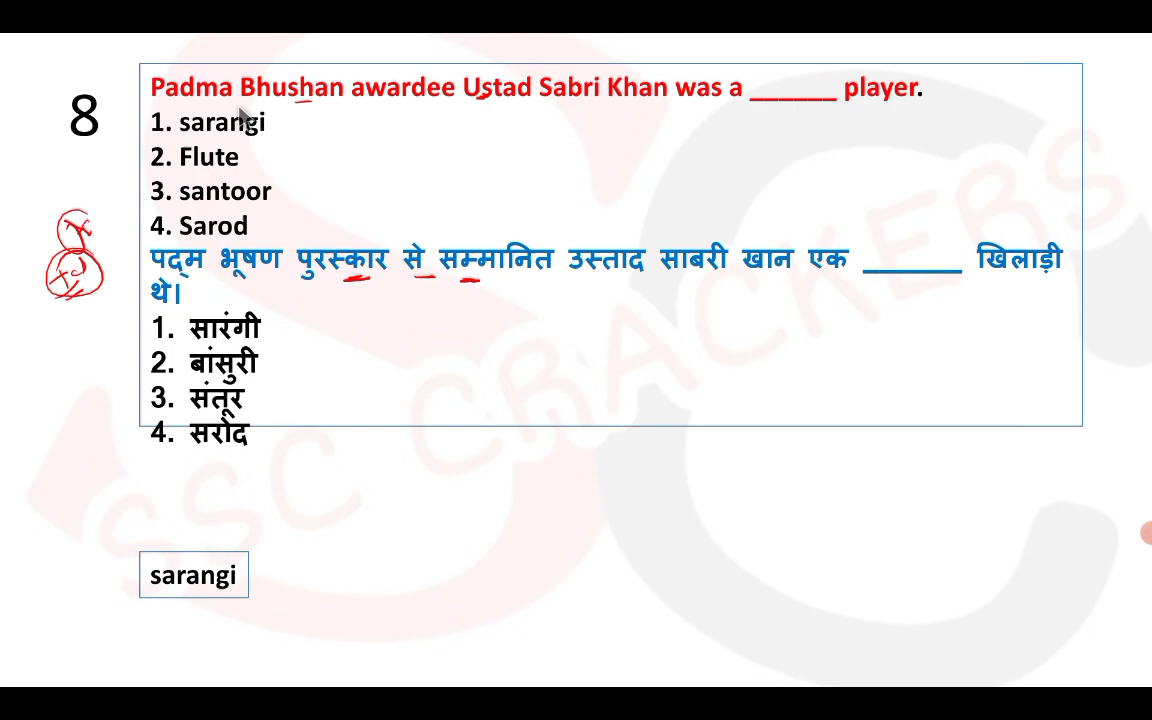 8
Padma Bhushan awardee Ustad Sabri Khan was a ______ player.
1. sarangi
2. Flute
3. santoor
4. Sarod
पद्म भूषण पुरस्कार से सम्मानित उस्ताद साबरी खान एक _______ खिलाड़ी
थे।
1. सारंगी
2. बांसुरी
3. संतूर
4. सरोद
SSC CRACKERS
sarangi